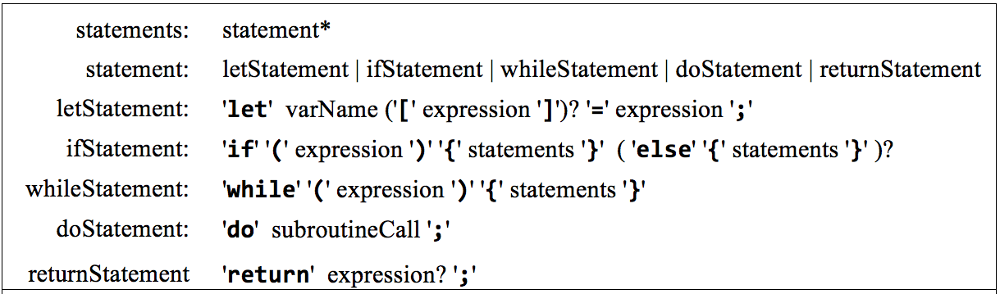 statements: statement*
statement: letStatement | ifStatement | whileStatement | doStatement | returnStatement
letStatement: 'let' varName ('[' expression ']')? '=' expression ';'
ifStatement: 'if' '(' expression ')' '{' statements '}' ( 'else' '{' statements '}' )?
whileStatement: 'while' '(' expression ')' '{' statements '}'
doStatement: 'do' subroutineCall ';'
returnStatement 'return' expression? ';'